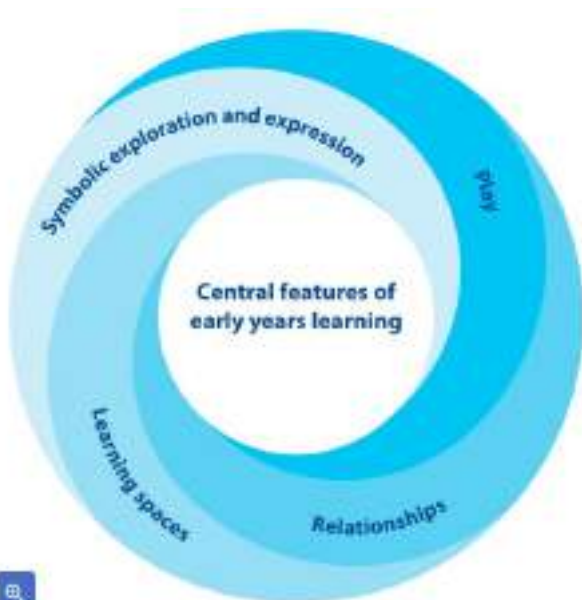 Symbolic exploration and expression
play
Central features of
early years learning
Learning spaces
Relationships